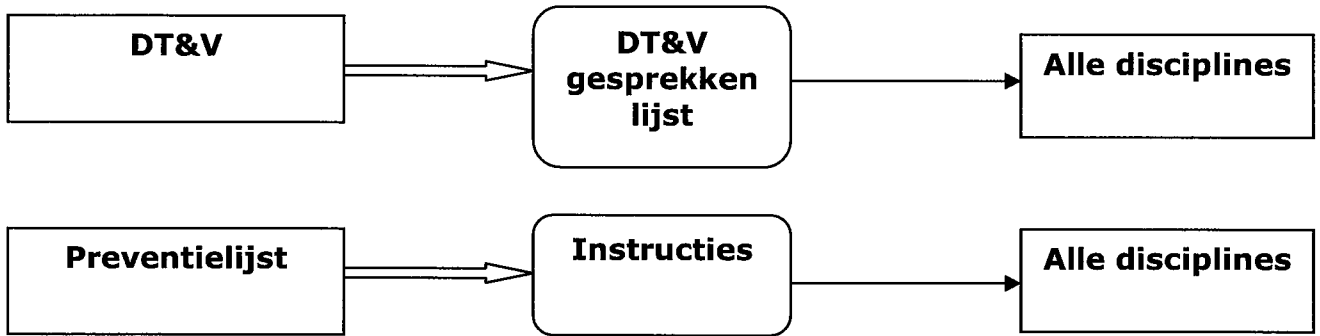 DT&V
DT&V
gesprekken
lijst
Alle disciplines
Preventielijst
Instructies
Alle disciplines